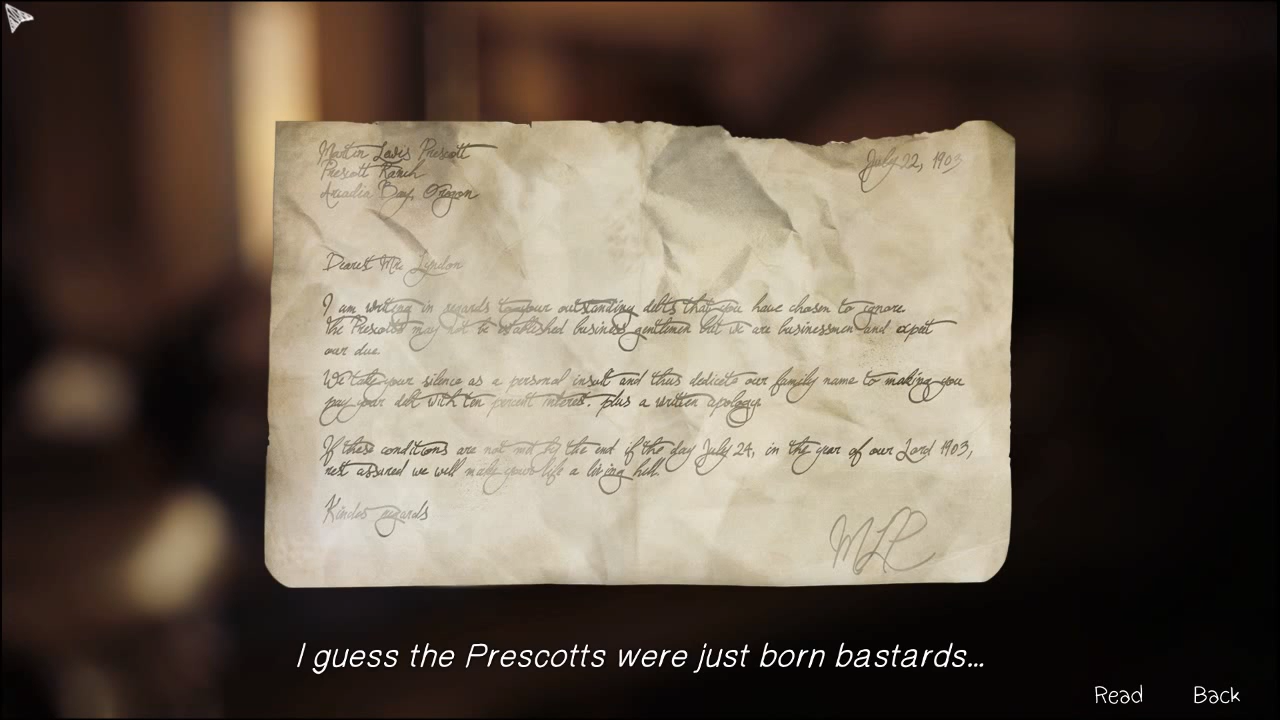 Martin Lewis Prescott
Prescott Ranch
Arcadia Bay, Oregon
July 22, 1903
Dearest Mr. Lyndon
I am writing in regards to your outstanding debts that you have chosen to ignore.
The Prescotts may not be established business gentlemen but we are businessmen and expect
our due.
We take your silence as a personal insult and thus dedicate our family name to making you
pay your debt with ten percent interest, plus a written apology.
If these conditions are not met by the end if the day July 24, in the year of our Lord 1903,
rest assured we will make your life a living hell.
Kindes regards
MLP
I guess the Prescotts were just born bastards...
Read
Back